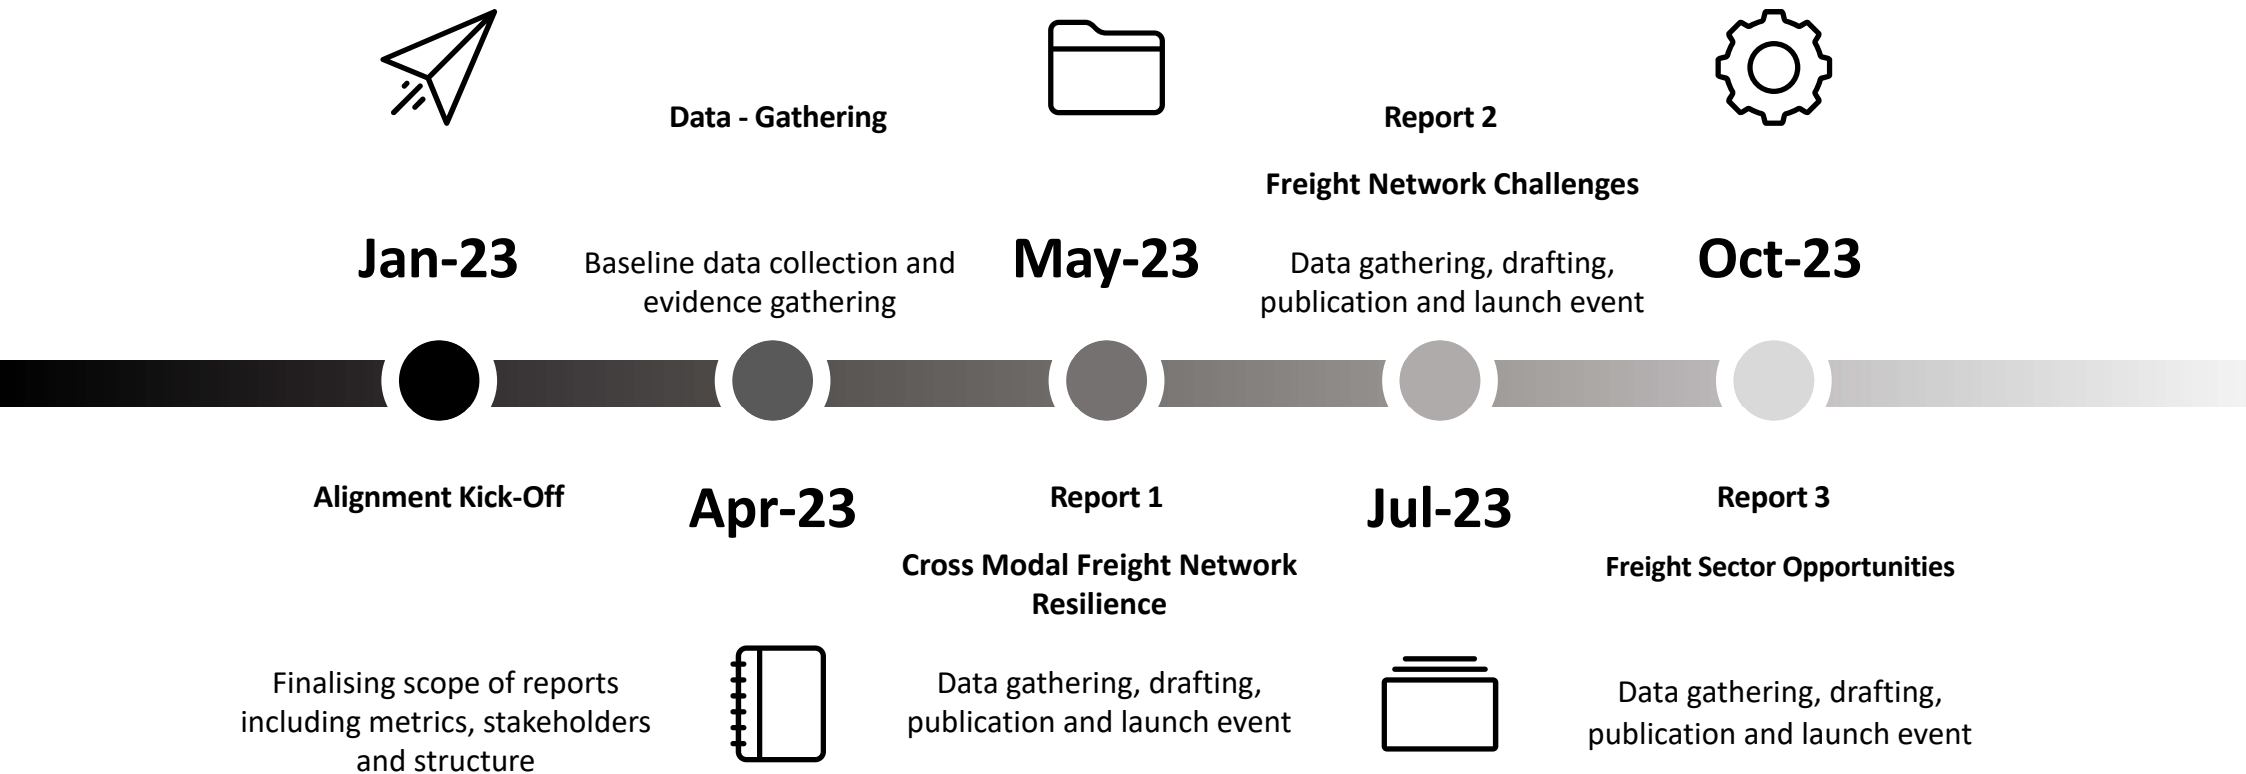 Jan-23
Alignment Kick-Off
Finalising scope of reports
including metrics, stakeholders
and structure
Data - Gathering
Baseline data collection and
evidence gathering
Apr-23
May-23
Report 1
Cross Modal Freight Network
Resilience
Data gathering, drafting,
publication and launch event
Report 2
Freight Network Challenges
Data gathering, drafting,
publication and launch event
Jul-23
Oct-23
Report 3
Freight Sector Opportunities
Data gathering, drafting,
publication and launch event